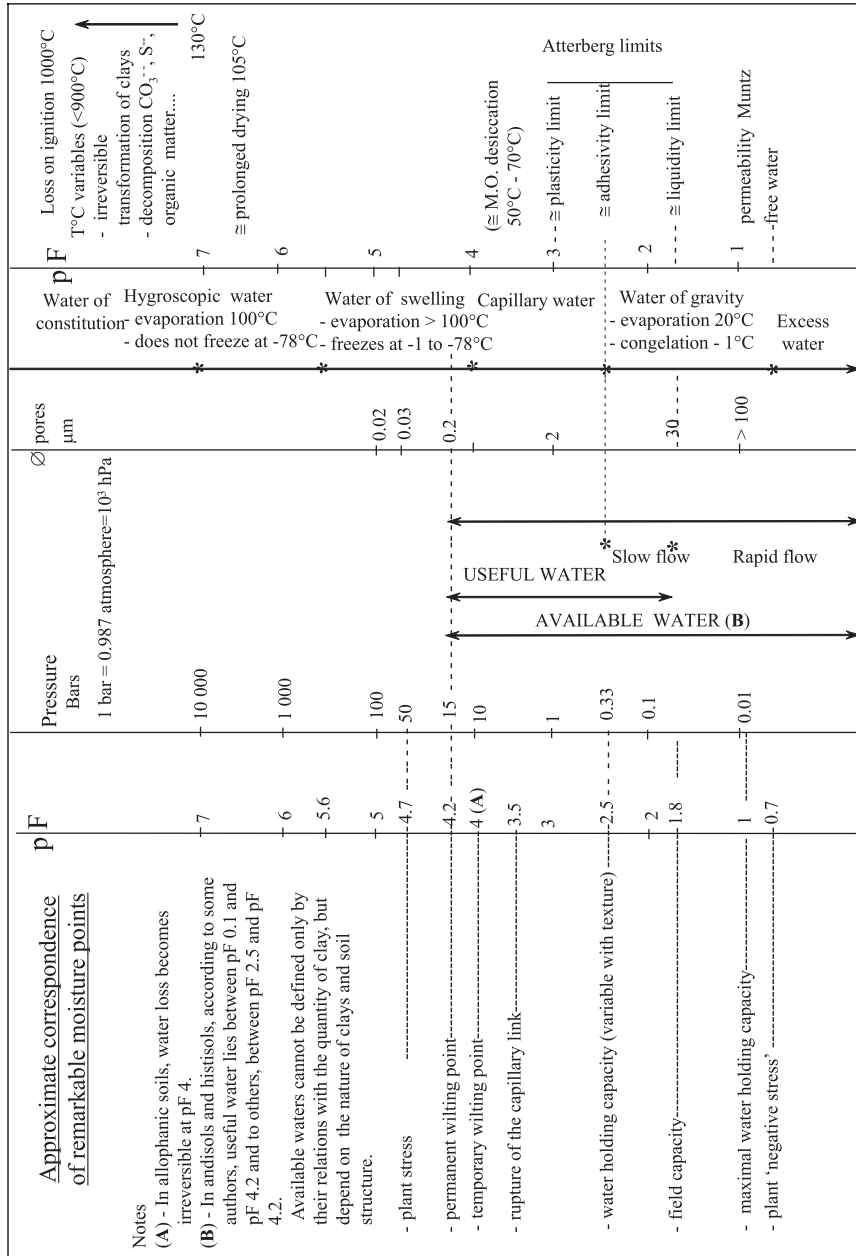 Approximate correspondence
of remarkable moisture points
Notes
(A) - In allophanic soils, water loss becomes
irreversible at pF 4.
(B) - In andisols and histisols, according to some
authors, useful water lies between pF 0.1 and
pF 4.2 and to others, between pF 2.5 and pF
4.2.
Available waters cannot be defined only by
their relations with the quantity of clay, but
depend on the nature of clays and soil
structure.
- plant stress
- permanent wilting point
- temporary wilting point
- rupture of the capillary link
- water holding capacity (variable with texture)
- field capacity
- maximal water holding capacity
- plant ‘negative stress’
p F
7
6
5.6
5
4.7
4.2
4 (A)
3.5
3
2.5
2
1.8
1
0.7
Pressure
Bars
1 bar = 0.987 atmosphere=10³ hPa
10 000
1 000
100
50
15
10
1
0.33
0.1
0.01
AVAILABLE WATER (B)
USEFUL WATER
Slow flow
Rapid flow
Ø pores
µm
0.02
0.03
0.2
2
30
> 100
Water of
constitution
Hygroscopic water
- evaporation 100°C
- does not freeze at -78°C
Water of swelling
- evaporation > 100°C
- freezes at -1 to -78°C
Capillary water
Water of gravity
- evaporation 20°C
- congelation - 1°C
Excess
water
p F
7
6
5
4
3
2
1
Loss on ignition 1000°C
T°C variables (<900°C)
- irreversible
transformation of clays
- decomposition CO₃⁻⁻, S⁻⁻,
organic matter....
130°C
≅ prolonged drying 105°C
(≅ M.O. desiccation
50°C - 70°C)
Atterberg limits
≅ plasticity limit
≅ adhesivity limit
≅ liquidity limit
permeability Muntz
free water